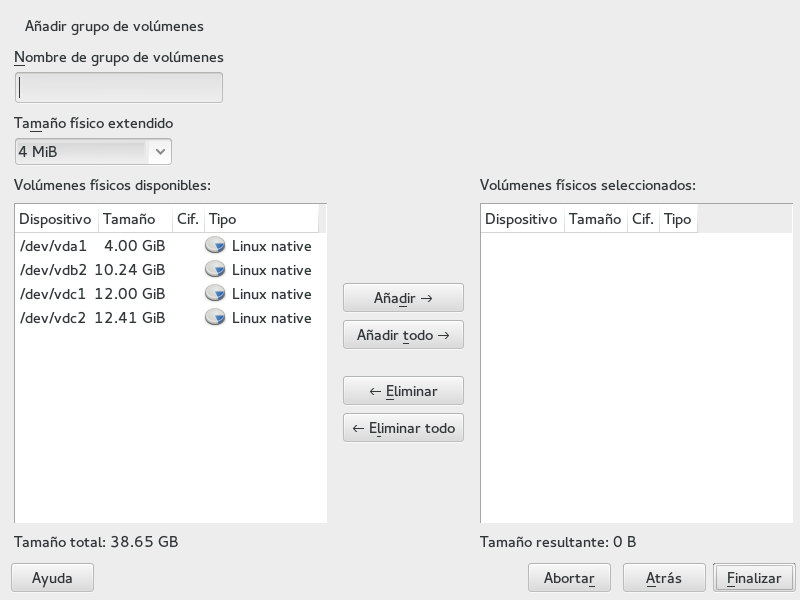 Añadir grupo de volúmenes
Nombre de grupo de volúmenes
Tamaño físico extendido
4 MiB
Volúmenes físicos disponibles:
Dispositivo Tamaño Cif. Tipo
/dev/vda1 4.00 GiB Linux native
/dev/vdb2 10.24 GiB Linux native
/dev/vdc1 12.00 GiB Linux native
/dev/vdc2 12.41 GiB Linux native
Tamaño total: 38.65 GB
Añadir →
Añadir todo →
← Eliminar
← Eliminar todo
Volúmenes físicos seleccionados:
Dispositivo Tamaño Cif. Tipo
Tamaño resultante: 0 B
Ayuda
Abortar
Atrás
Finalizar